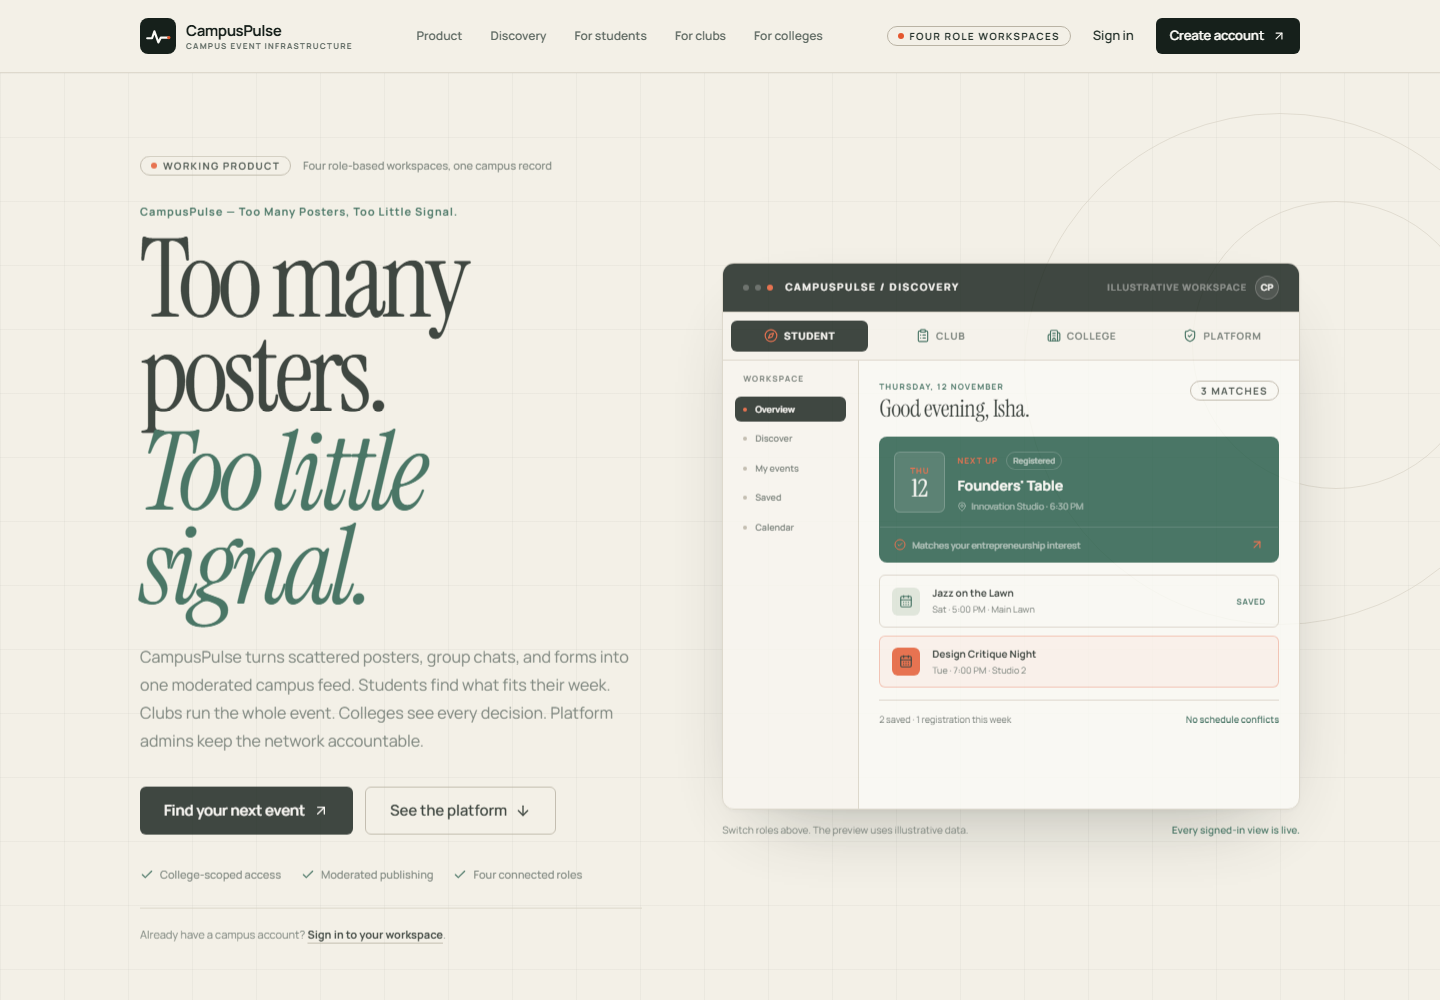 CampusPulse
CAMPUS EVENT INFRASTRUCTURE
Product
Discovery
For students
For clubs
For colleges
FOUR ROLE WORKSPACES
Sign in
Create account
WORKING PRODUCT
Four role-based workspaces, one campus record
CampusPulse — Too Many Posters, Too Little Signal.
Too many
posters.
Too little
signal.
CampusPulse turns scattered posters, group chats, and forms into
one moderated campus feed. Students find what fits their week.
Clubs run the whole event. Colleges see every decision. Platform
admins keep the network accountable.
Find your next event
See the platform
College-scoped access
Moderated publishing
Four connected roles
Already have a campus account? Sign in to your workspace.
CAMPUSPULSE / DISCOVERY
ILLUSTRATIVE WORKSPACE
CP
STUDENT
CLUB
COLLEGE
PLATFORM
WORKSPACE
Overview
Discover
My events
Saved
Calendar
THURSDAY, 12 NOVEMBER
Good evening, Isha.
3 MATCHES
THU
12
NEXT UP
Registered
Founders' Table
Innovation Studio · 6:30 PM
Matches your entrepreneurship interest
Jazz on the Lawn
Sat · 5:00 PM · Main Lawn
SAVED
Design Critique Night
Tue · 7:00 PM · Studio 2
2 saved · 1 registration this week
No schedule conflicts
Switch roles above. The preview uses illustrative data.
Every signed-in view is live.